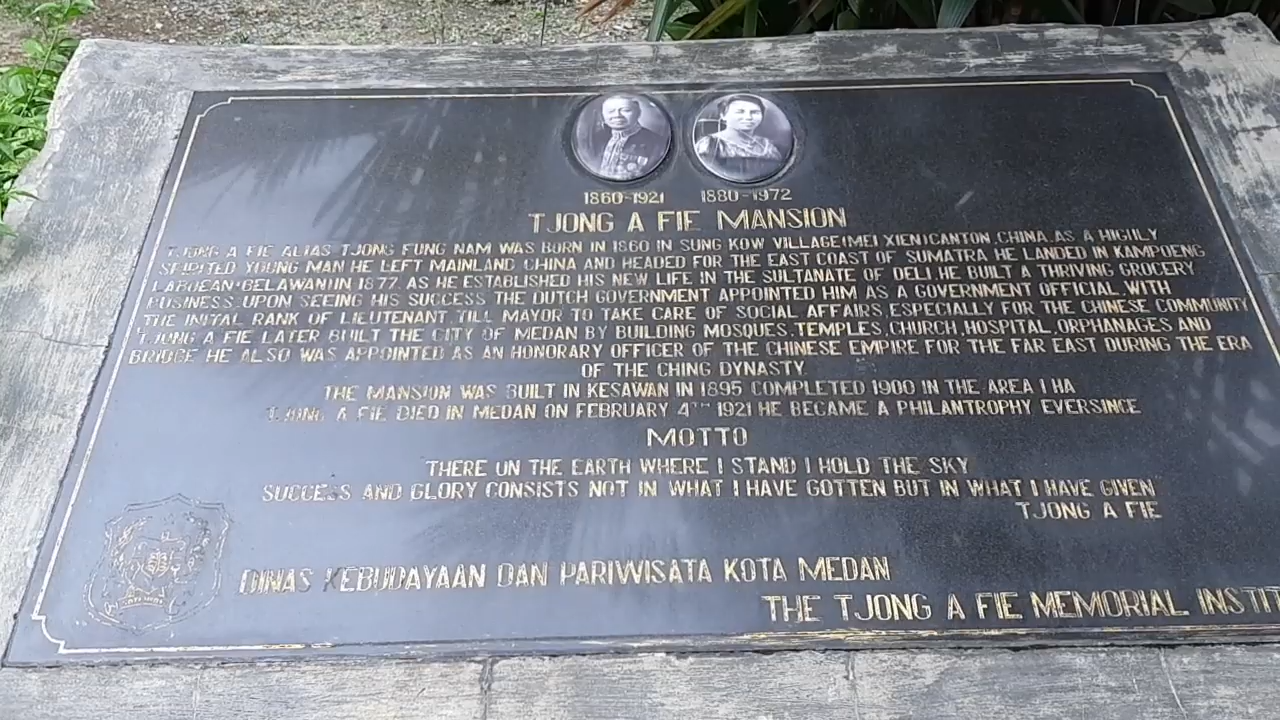 1860-1921 1880-1972
TJONG A FIE MANSION
TJONG A FIE ALIAS TJONG FUNG NAM WAS BORN IN 1860 IN SUNG KOW VILLAGE(MEI XIEN)CANTON,CHINA.AS A HIGHLY
SPIRITED YOUNG MAN HE LEFT MAINLAND CHINA AND HEADED FOR THE EAST COAST OF SUMATRA HE LANDED IN KAMPOENG
LABOEAN(BELAWAN)IN 1877. AS HE ESTABLISHED HIS NEW LIFE IN THE SULTANATE OF DELI,HE BUILT A THRIVING GROCERY
BUSINESS.UPON SEEING HIS SUCCESS THE DUTCH GOVERNMENT APPOINTED HIM AS A GOVERNMENT OFFICIAL,WITH
THE INITAL RANK OF LIEUTENANT TILL MAYOR TO TAKE CARE OF SOCIAL AFFAIRS,ESPECIALLY FOR THE CHINESE COMMUNITY
TJONG A FIE LATER BUILT THE CITY OF MEDAN BY BUILDING MOSQUES,TEMPLES,CHURCH,HOSPITAL,ORPHANAGES AND
BRIDGE.HE ALSO WAS APPOINTED AS AN HONORARY OFFICER OF THE CHINESE EMPIRE FOR THE FAR EAST DURING THE ERA
OF THE CHING DYNASTY.
THE MANSION WAS BUILT IN KESAWAN IN 1895 COMPLETED 1900 IN THE AREA 1 HA
TJONG A FIE DIED IN MEDAN ON FEBRUARY 4TH 1921 HE BECAME A PHILANTROPHY EVERSINCE
MOTTO
THERE ON THE EARTH WHERE I STAND I HOLD THE SKY
SUCCESS AND GLORY CONSISTS NOT IN WHAT I HAVE GOTTEN BUT IN WHAT I HAVE GIVEN
TJONG A FIE
DINAS KEBUDAYAAN DAN PARIWISATA KOTA MEDAN
THE TJONG A FIE MEMORIAL INSTIT